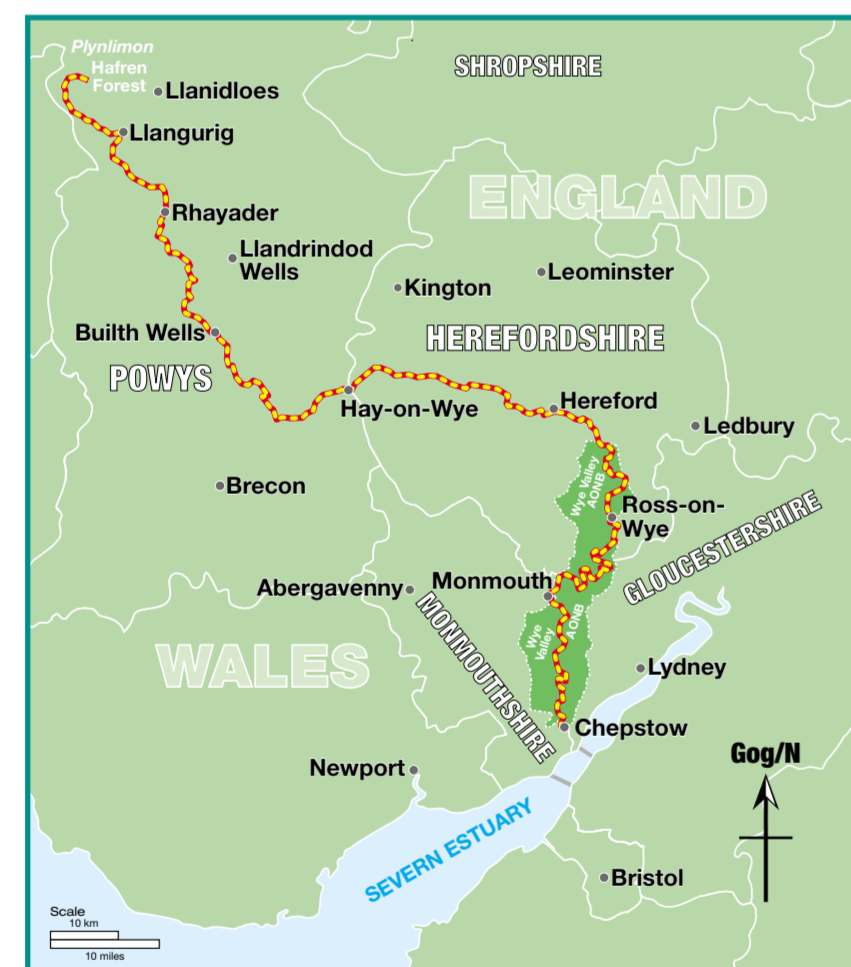 Plynlimon
Hafren
Forest
SHROPSHIRE
Llanidloes
Llangurig
ENGLAND
Rhayader
Llandrindod
Wells
Leominster
Kington
Builth Wells
HEREFORDSHIRE
POWYS
Hay-on-Wye
Hereford
Ledbury
Wye Valley
AONB
Brecon
Ross-on-
Wye
GLOUCESTERSHIRE
Abergavenny
Monmouth
MONMOUTHSHIRE
Wye
Valley
AONB
WALES
Lydney
Chepstow
Newport
Gog/N
SEVERN ESTUARY
Bristol
Scale
10 km
10 miles